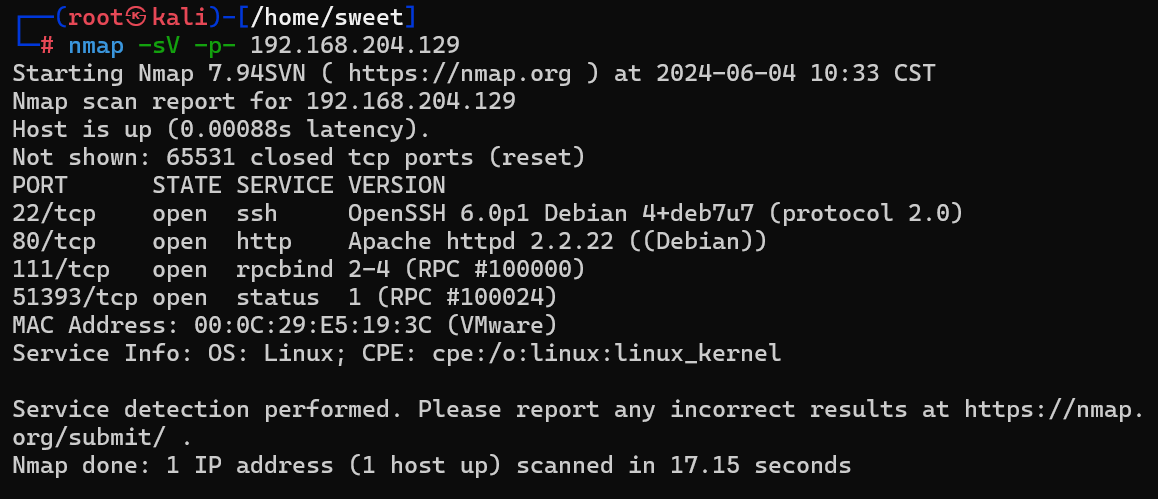 ┌──(root㉿kali)-[/home/sweet]
└─# nmap -sV -p- 192.168.204.129
Starting Nmap 7.94SVN ( https://nmap.org ) at 2024-06-04 10:33 CST
Nmap scan report for 192.168.204.129
Host is up (0.00088s latency).
Not shown: 65531 closed tcp ports (reset)
PORT      STATE SERVICE VERSION
22/tcp    open  ssh     OpenSSH 6.0p1 Debian 4+deb7u7 (protocol 2.0)
80/tcp    open  http    Apache httpd 2.2.22 ((Debian))
111/tcp   open  rpcbind 2-4 (RPC #100000)
51393/tcp open  status  1 (RPC #100024)
MAC Address: 00:0C:29:E5:19:3C (VMware)
Service Info: OS: Linux; CPE: cpe:/o:linux:linux_kernel

Service detection performed. Please report any incorrect results at https://nmap.
org/submit/ .
Nmap done: 1 IP address (1 host up) scanned in 17.15 seconds